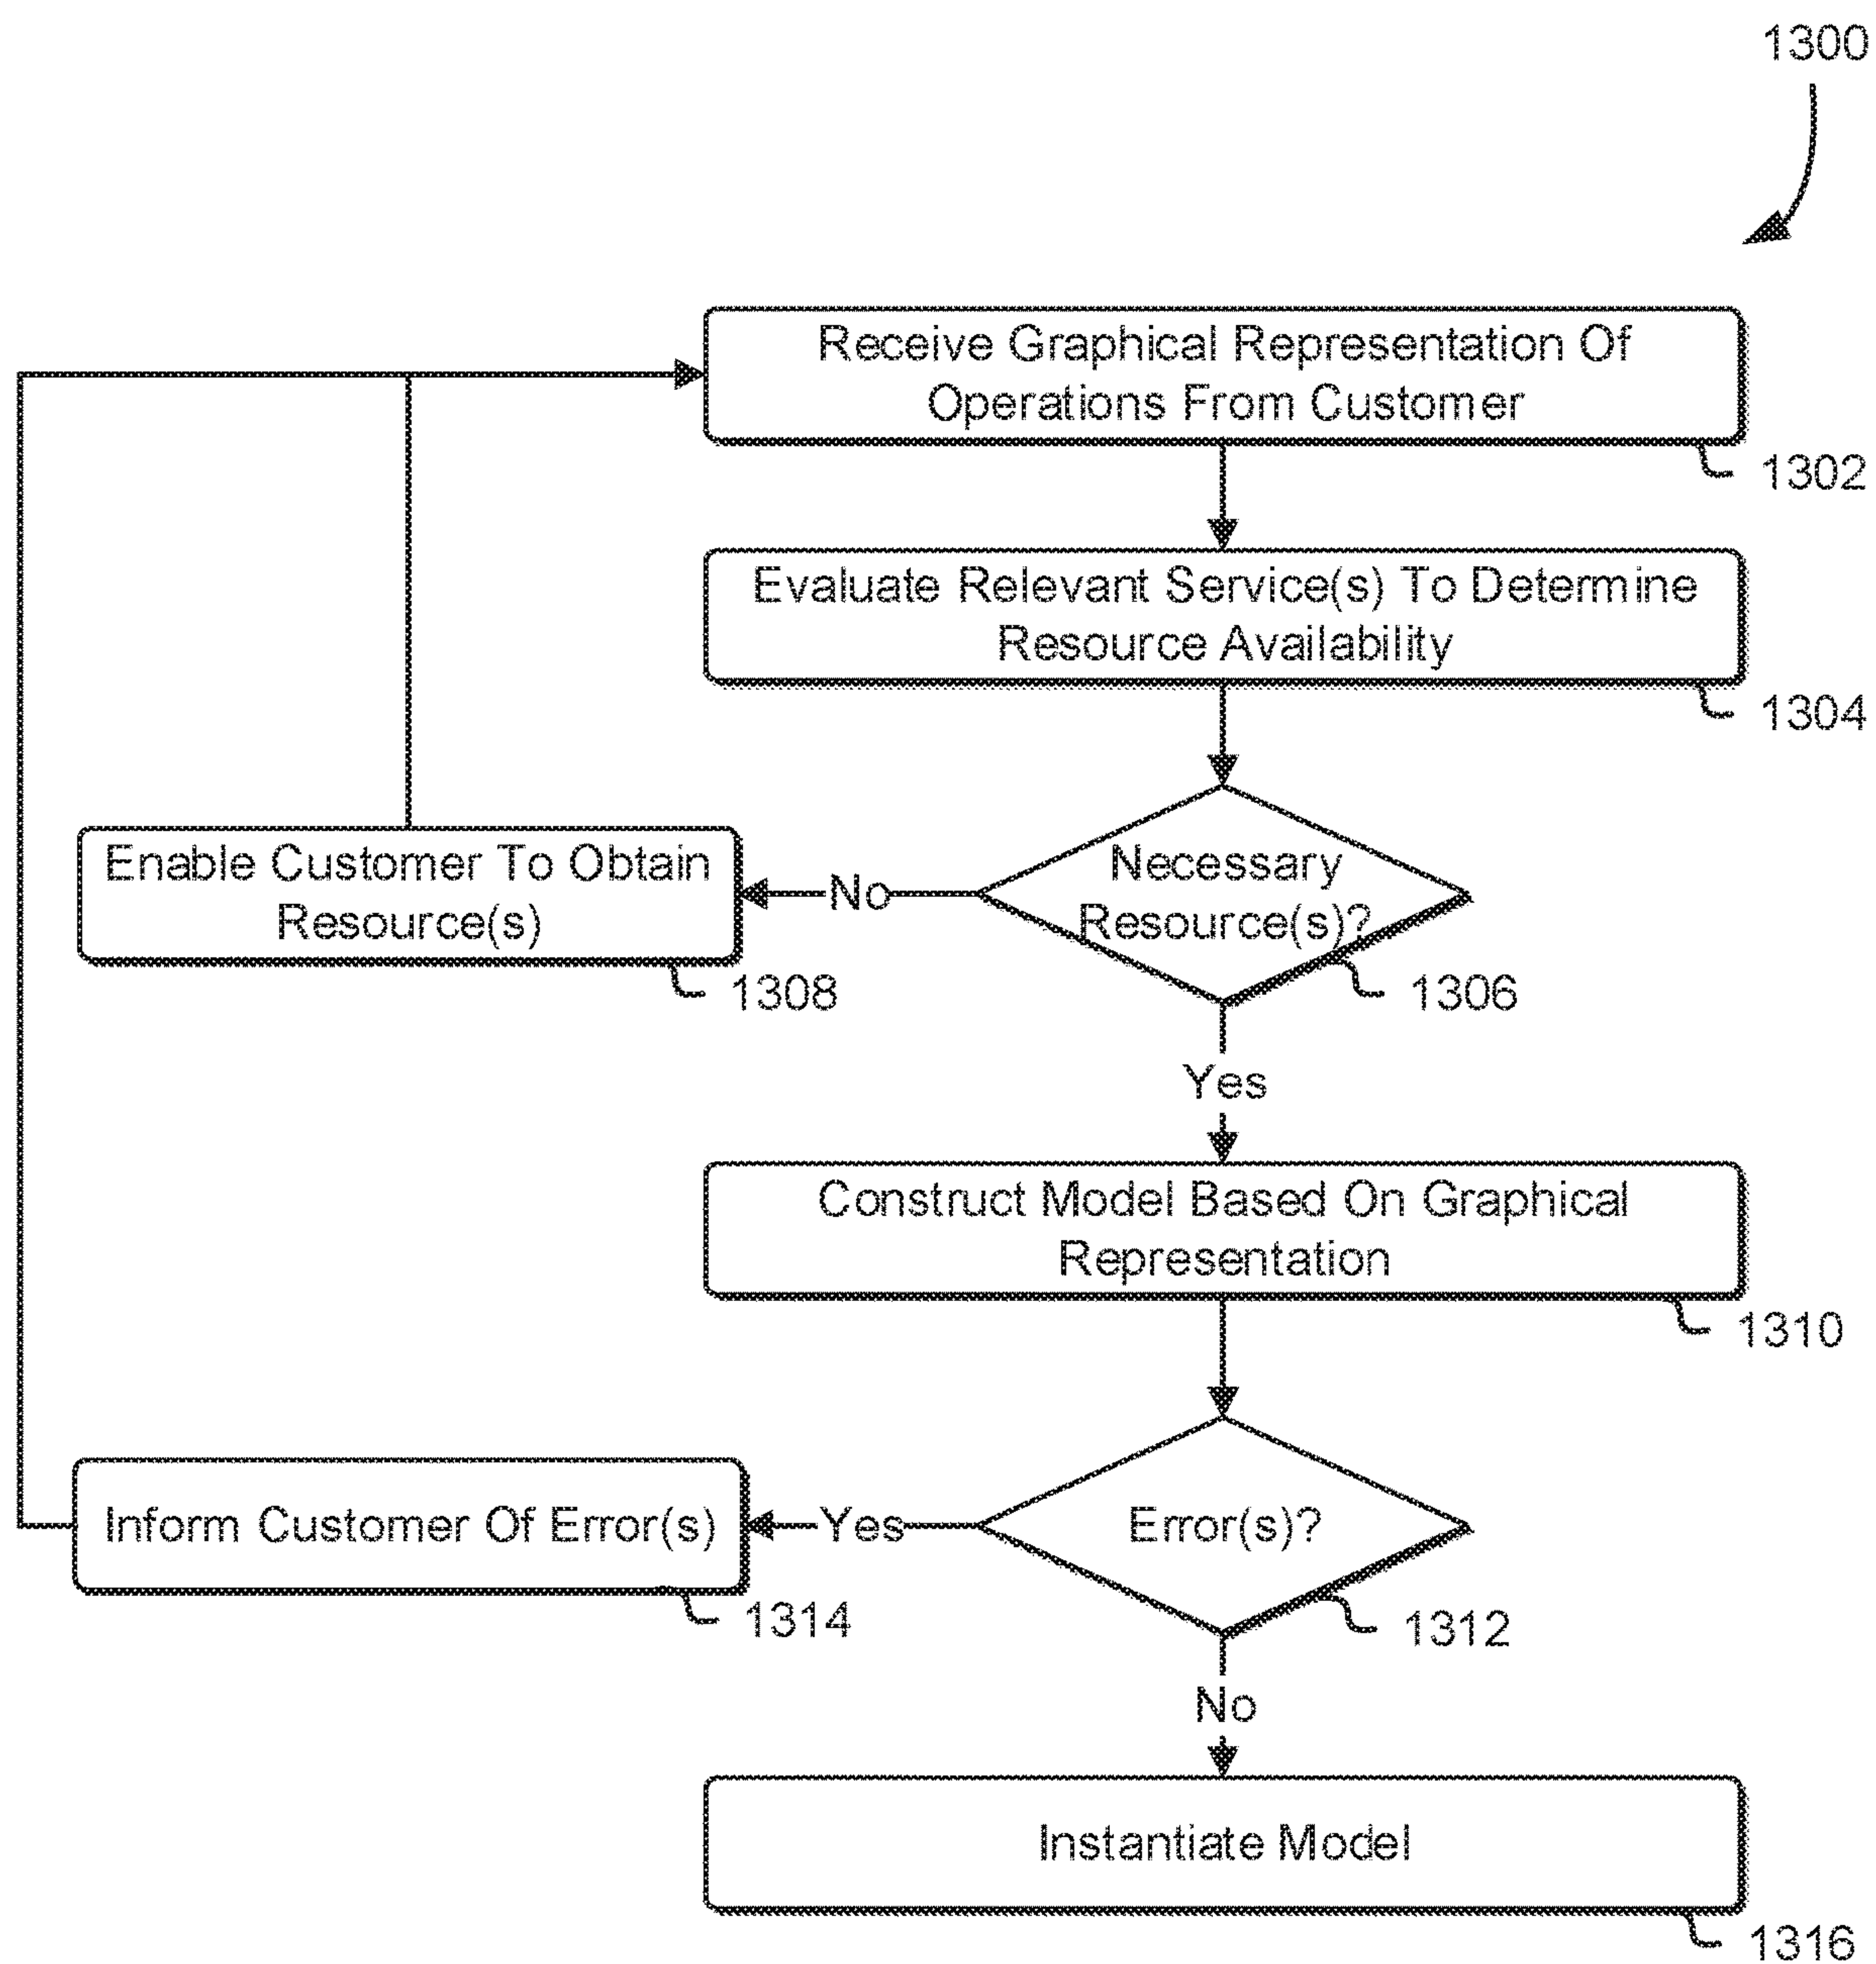 1300
Receive Graphical Representation Of
Operations From Customer
1302
Evaluate Relevant Service(s) To Determine
Resource Availability
1304
Enable Customer To Obtain
Resource(s)
1308
No
Necessary
Resource(s)?
1306
Yes
Construct Model Based On Graphical
Representation
1310
Inform Customer Of Error(s)
1314
Yes
Error(s)?
1312
No
Instantiate Model
1316